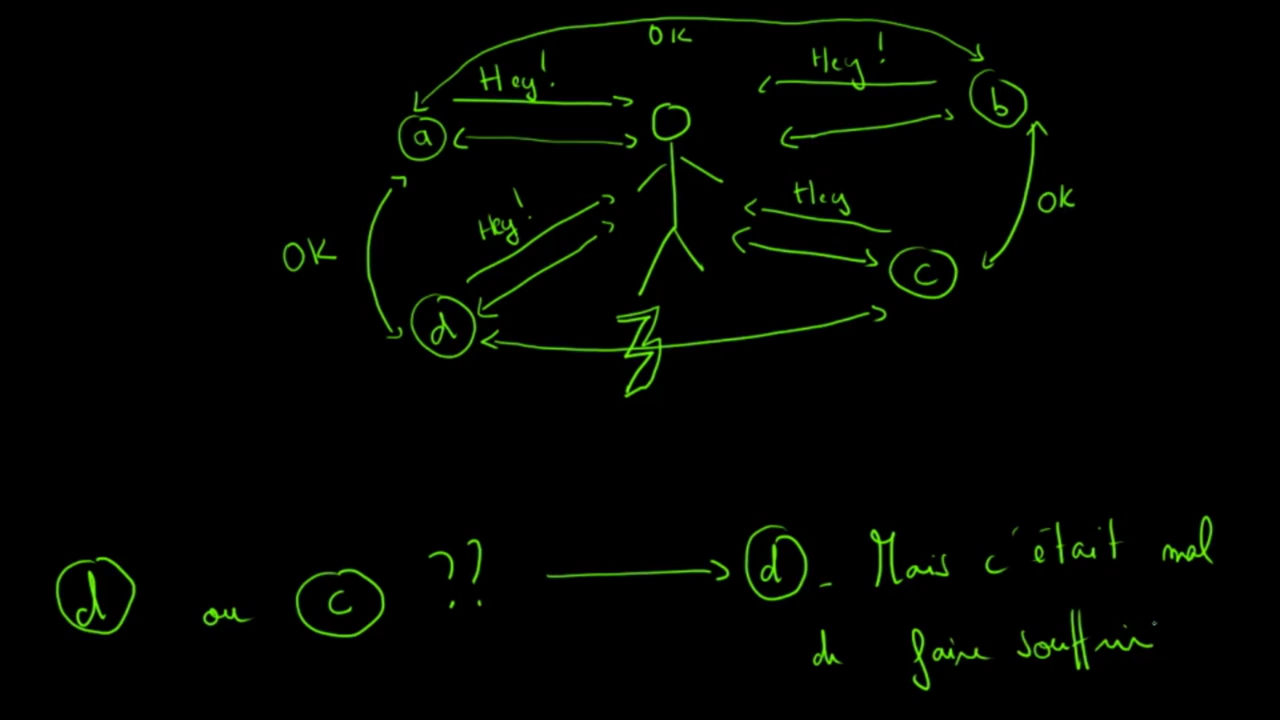 OK
Hey! Hey!
a b
Hey! Hey OK
OK c
d
d ou c ?? d - Mais c'était mal
de faire souffrir